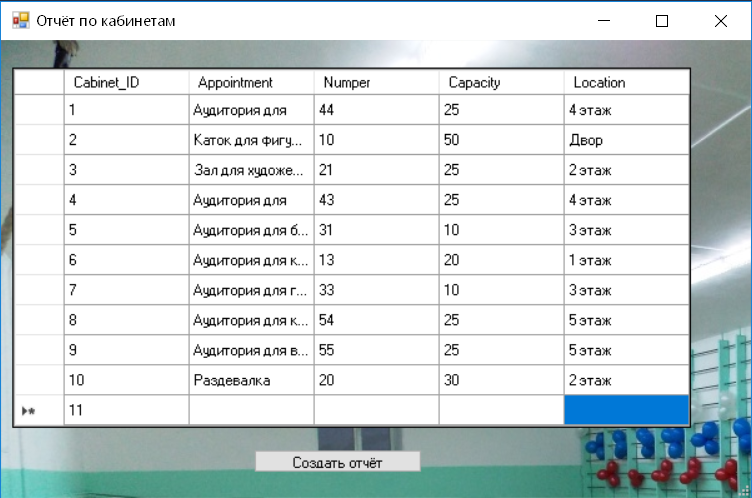 Отчёт по кабинетам
Cabinet_ID Appointment Numper Capacity Location
1 Аудитория для 44 25 4 этаж
2 Каток для фигу... 10 50 Двор
3 Зал для художе... 21 25 2 этаж
4 Аудитория для 43 25 4 этаж
5 Аудитория для б... 31 10 3 этаж
6 Аудитория для к... 13 20 1 этаж
7 Аудитория для г... 33 10 3 этаж
8 Аудитория для к... 54 25 5 этаж
9 Аудитория для в... 55 25 5 этаж
10 Раздевалка 20 30 2 этаж
11
Создать отчёт